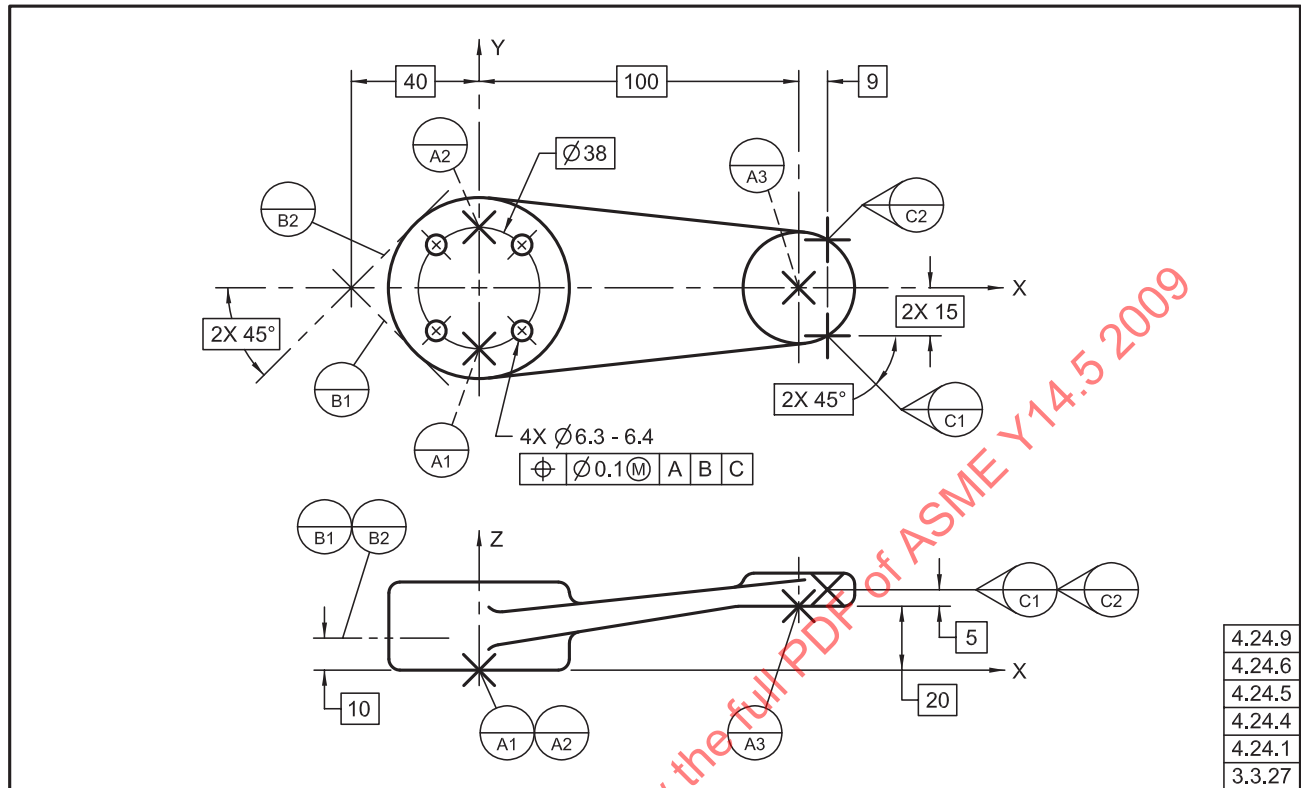 Y
40
100
9
A2
Ø38
A3
B2
C2
X
2X 15
2X 45°
B1
2X 45°
C1
A1
4X Ø6.3 - 6.4
⌖ Ø0.1Ⓜ A B C
B1 B2
Z
C1 C2
5
X
10
20
A1 A2
A3
4.24.9
4.24.6
4.24.5
4.24.4
4.24.1
3.3.27
the full PDF of ASME Y14.5 2009